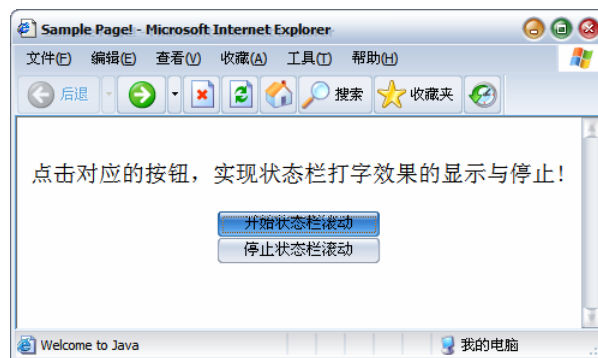 Sample Page! - Microsoft Internet Explorer
文件(F) 编辑(E) 查看(V) 收藏(A) 工具(T) 帮助(H)
后退 搜索 收藏夹
点击对应的按钮，实现状态栏打字效果的显示与停止！
开始状态栏滚动
停止状态栏滚动
Welcome to Java 我的电脑